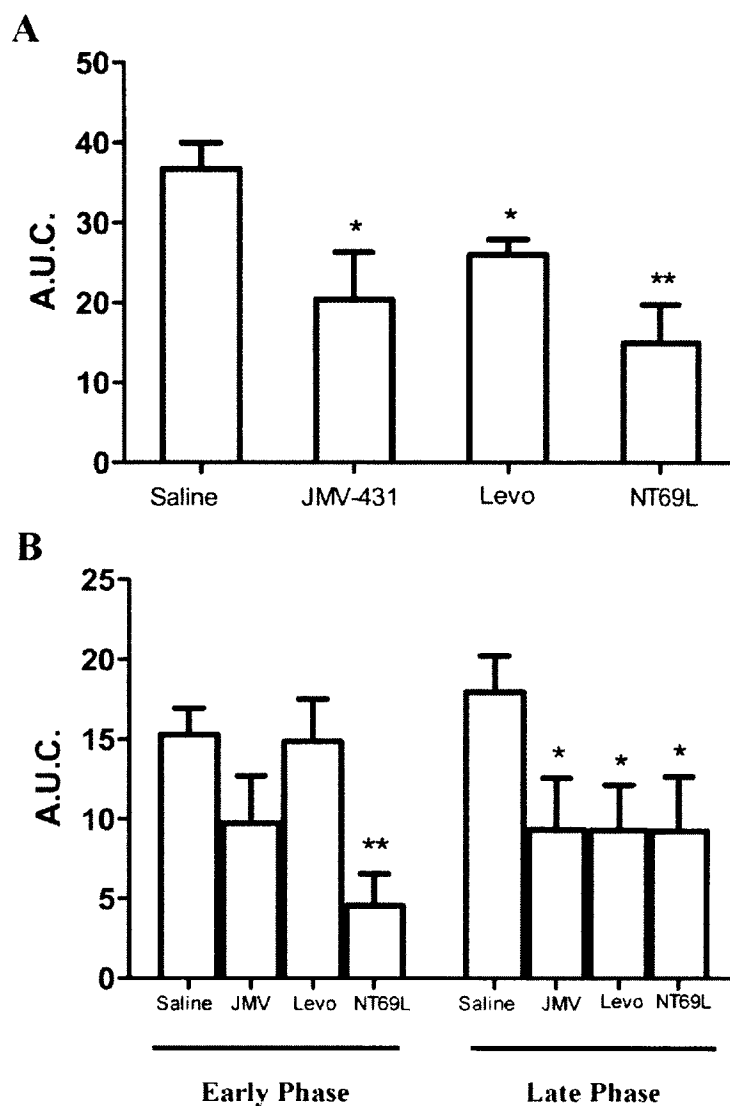 A
50
40
30
20
10
0
A.U.C.
*
*
**
Saline JMV-431 Levo NT69L
B
25
20
15
10
5
0
A.U.C.
**
*
*
*
Saline JMV Levo NT69L Saline JMV Levo NT69L
Early Phase Late Phase